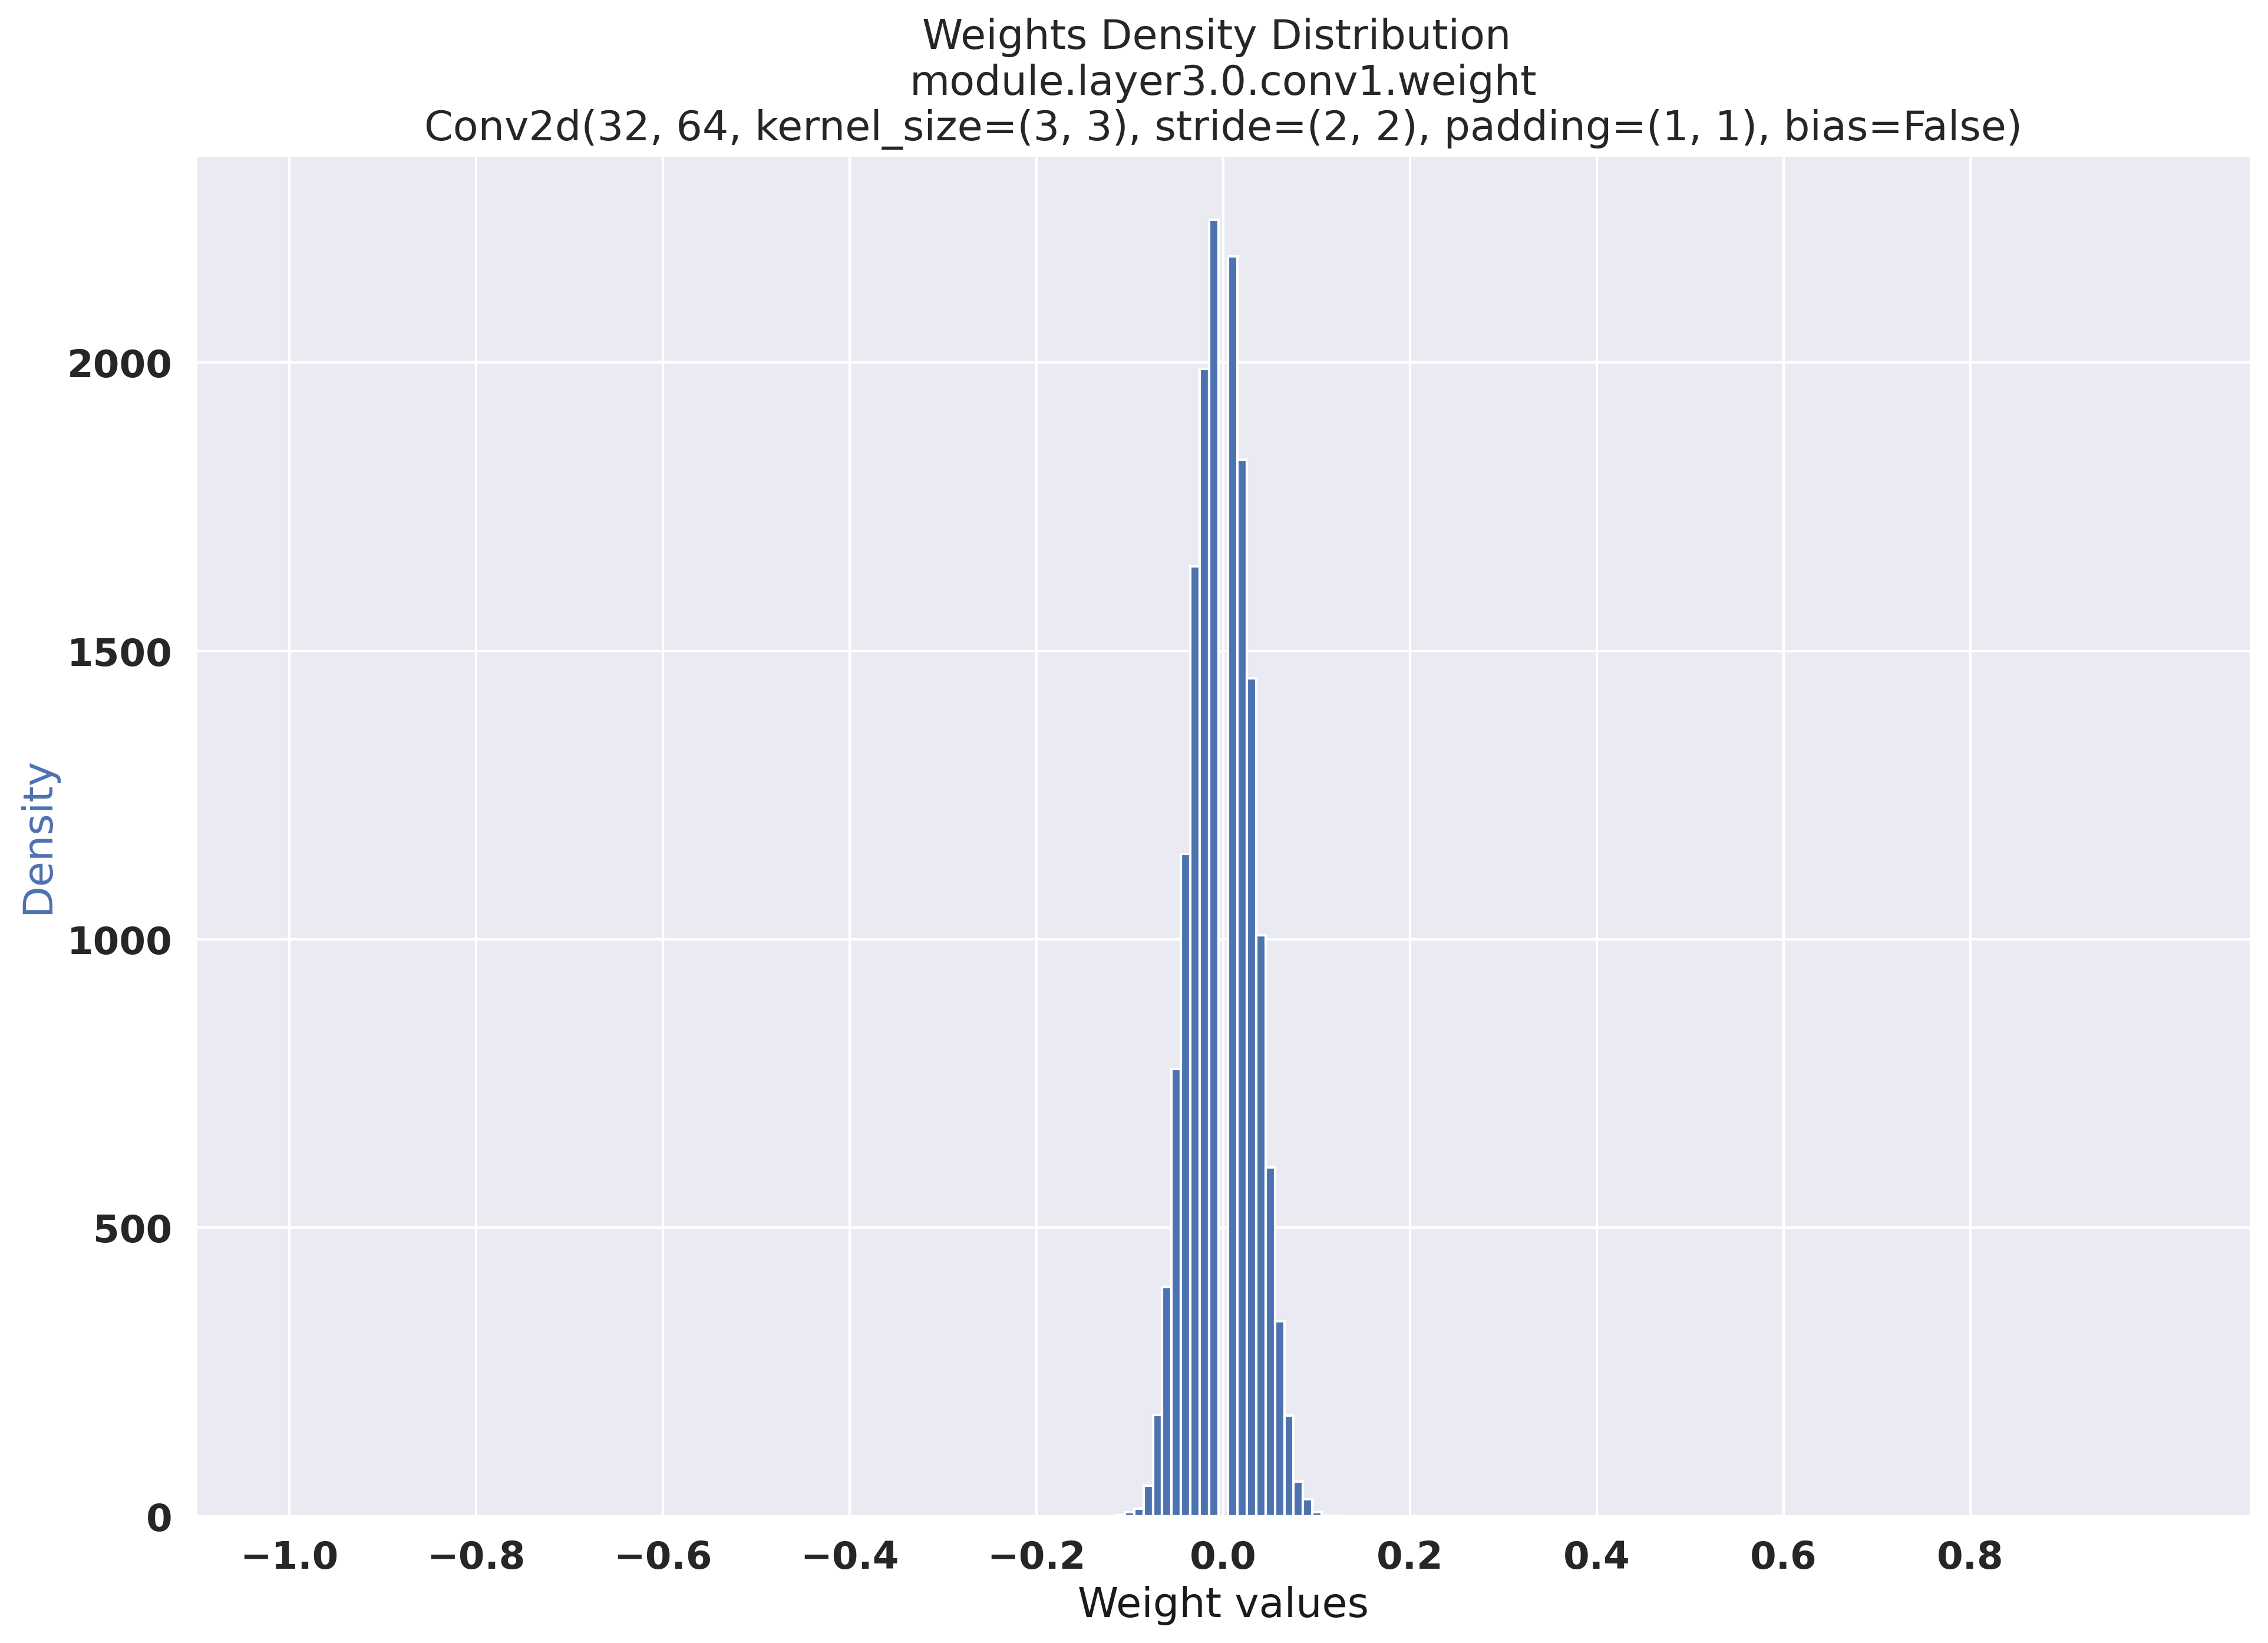 Weights Density Distribution
module.layer3.0.conv1.weight
Conv2d(32, 64, kernel_size=(3, 3), stride=(2, 2), padding=(1, 1), bias=False)
Density
2000
1500
1000
500
0
−1.0 −0.8 −0.6 −0.4 −0.2 0.0 0.2 0.4 0.6 0.8
Weight values